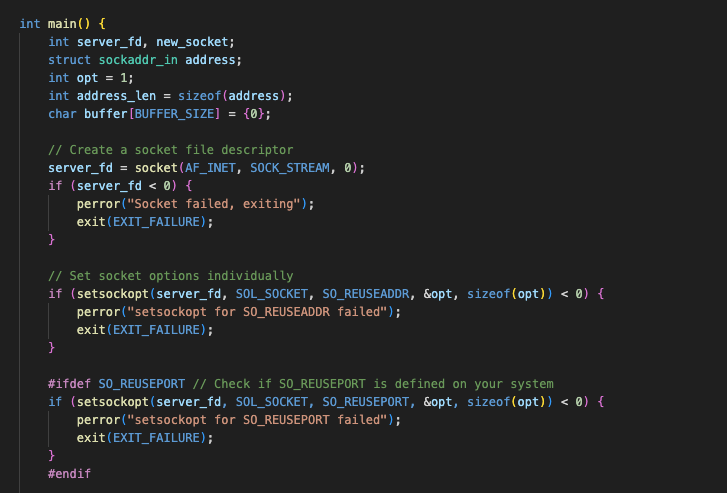 int main() {
    int server_fd, new_socket;
    struct sockaddr_in address;
    int opt = 1;
    int address_len = sizeof(address);
    char buffer[BUFFER_SIZE] = {0};

    // Create a socket file descriptor
    server_fd = socket(AF_INET, SOCK_STREAM, 0);
    if (server_fd < 0) {
        perror("Socket failed, exiting");
        exit(EXIT_FAILURE);
    }

    // Set socket options individually
    if (setsockopt(server_fd, SOL_SOCKET, SO_REUSEADDR, &opt, sizeof(opt)) < 0) {
        perror("setsockopt for SO_REUSEADDR failed");
        exit(EXIT_FAILURE);
    }

    #ifdef SO_REUSEPORT // Check if SO_REUSEPORT is defined on your system
    if (setsockopt(server_fd, SOL_SOCKET, SO_REUSEPORT, &opt, sizeof(opt)) < 0) {
        perror("setsockopt for SO_REUSEPORT failed");
        exit(EXIT_FAILURE);
    }
    #endif